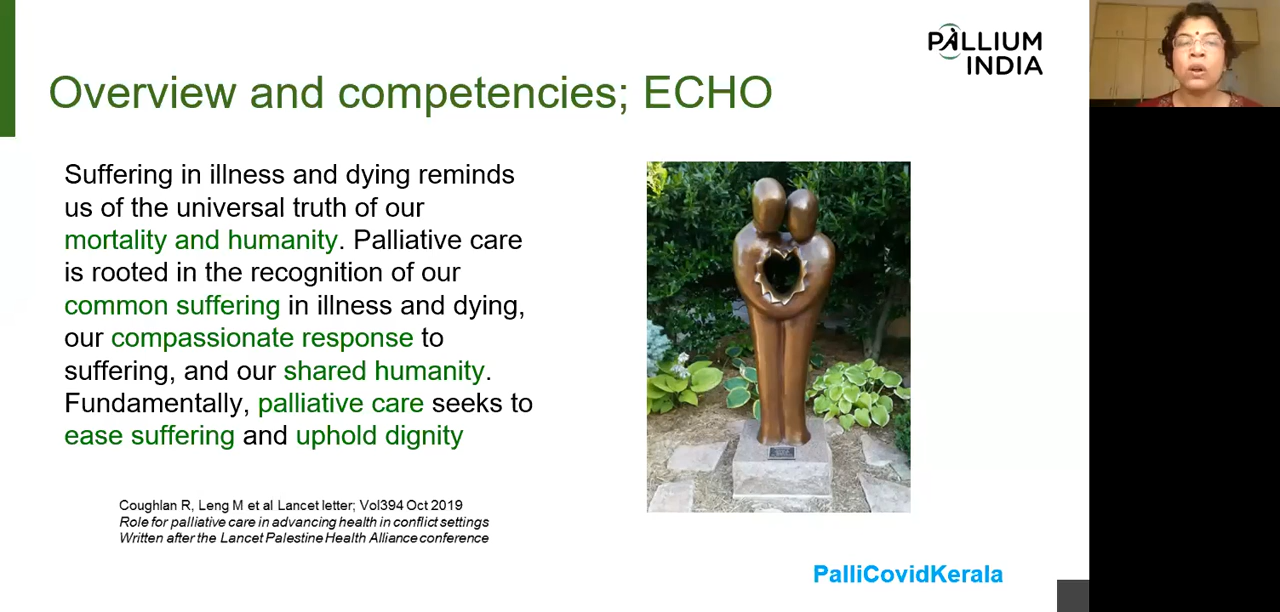 PALLIUM
INDIA
Overview and competencies; ECHO
Suffering in illness and dying reminds
us of the universal truth of our
mortality and humanity. Palliative care
is rooted in the recognition of our
common suffering in illness and dying,
our compassionate response to
suffering, and our shared humanity.
Fundamentally, palliative care seeks to
ease suffering and uphold dignity
Coughlan R, Leng M et al Lancet letter; Vol394 Oct 2019
Role for palliative care in advancing health in conflict settings
Written after the Lancet Palestine Health Alliance conference
PalliCovidKerala